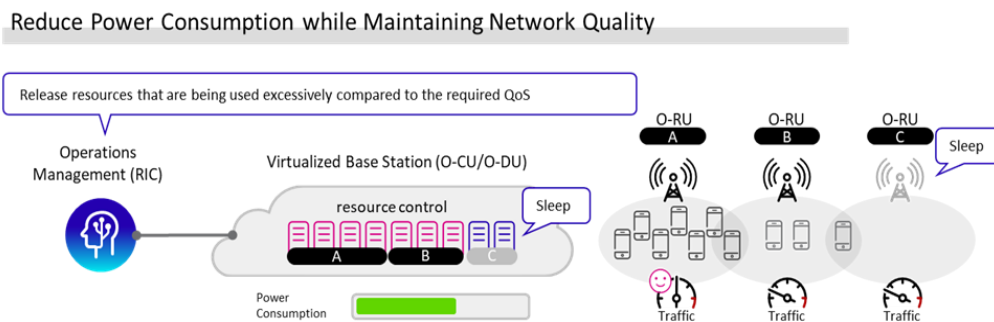 Reduce Power Consumption while Maintaining Network Quality
Release resources that are being used excessively compared to the required QoS
Operations
Management (RIC)
Virtualized Base Station (O-CU/O-DU)
resource control
Sleep
A
B
C
Power
Consumption
O-RU
A
O-RU
B
O-RU
C
Sleep
Traffic
Traffic
Traffic